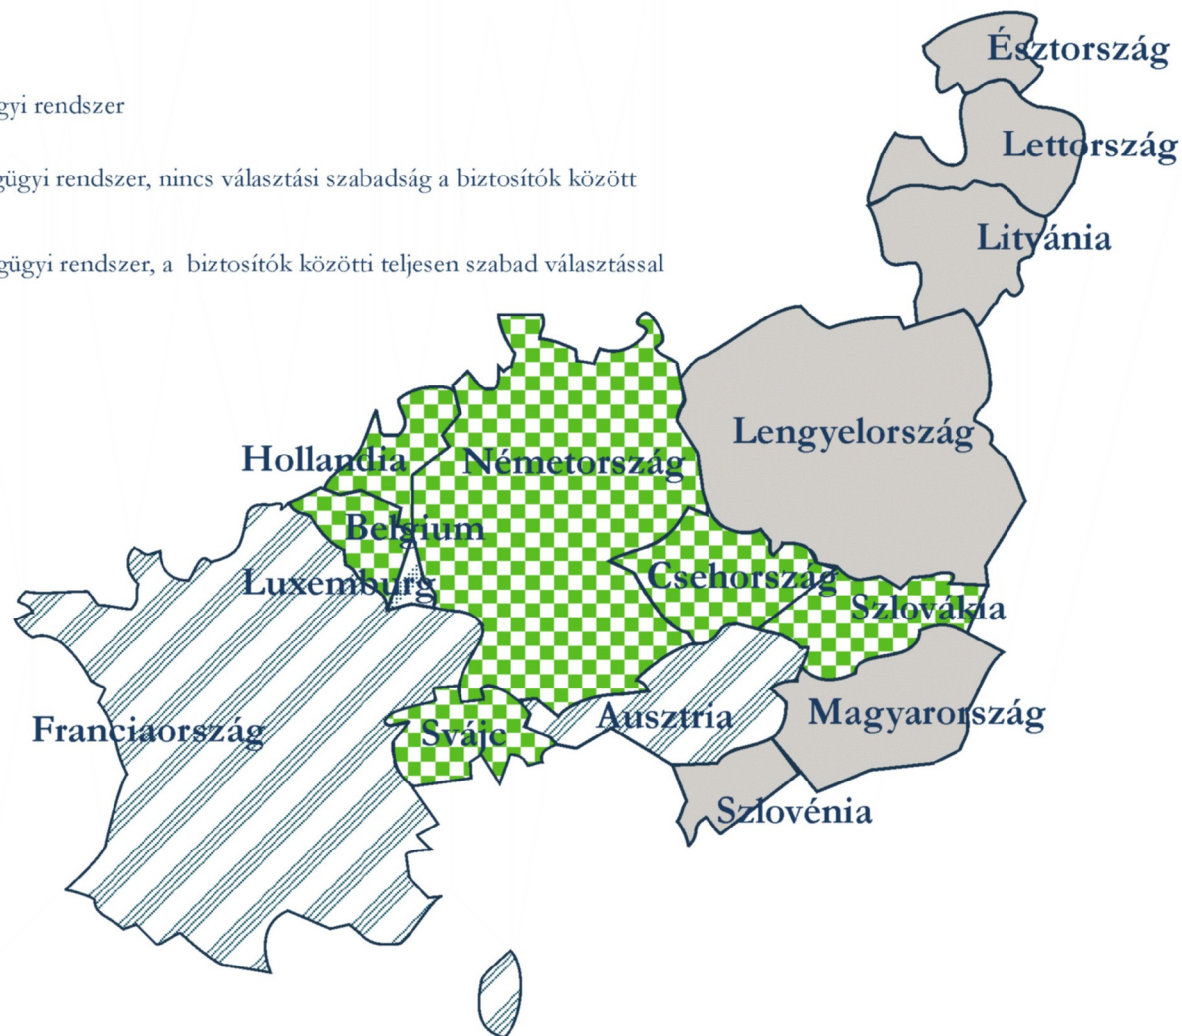 Észtország
gyi rendszer
Lettország
gügyi rendszer, nincs választási szabadság a biztosítók között
Litvánia
gügyi rendszer, a biztosítók közötti teljesen szabad választással
Lengyelország
Hollandia
Németország
Belgium
Csehország
Luxemburg
Szlovákia
Magyarország
Ausztria
Franciaország
Svájc
Szlovénia